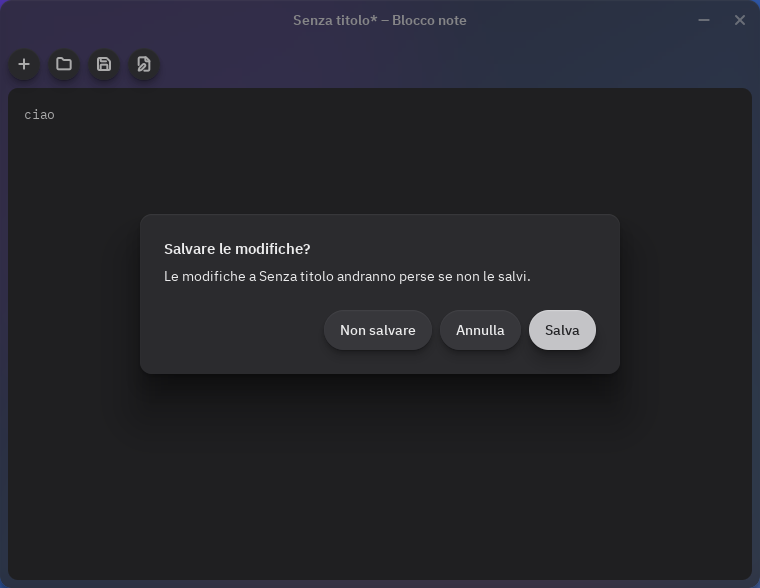 Senza titolo* – Blocco note
ciao
Salvare le modifiche?
Le modifiche a Senza titolo andranno perse se non le salvi.
Non salvare
Annulla
Salva